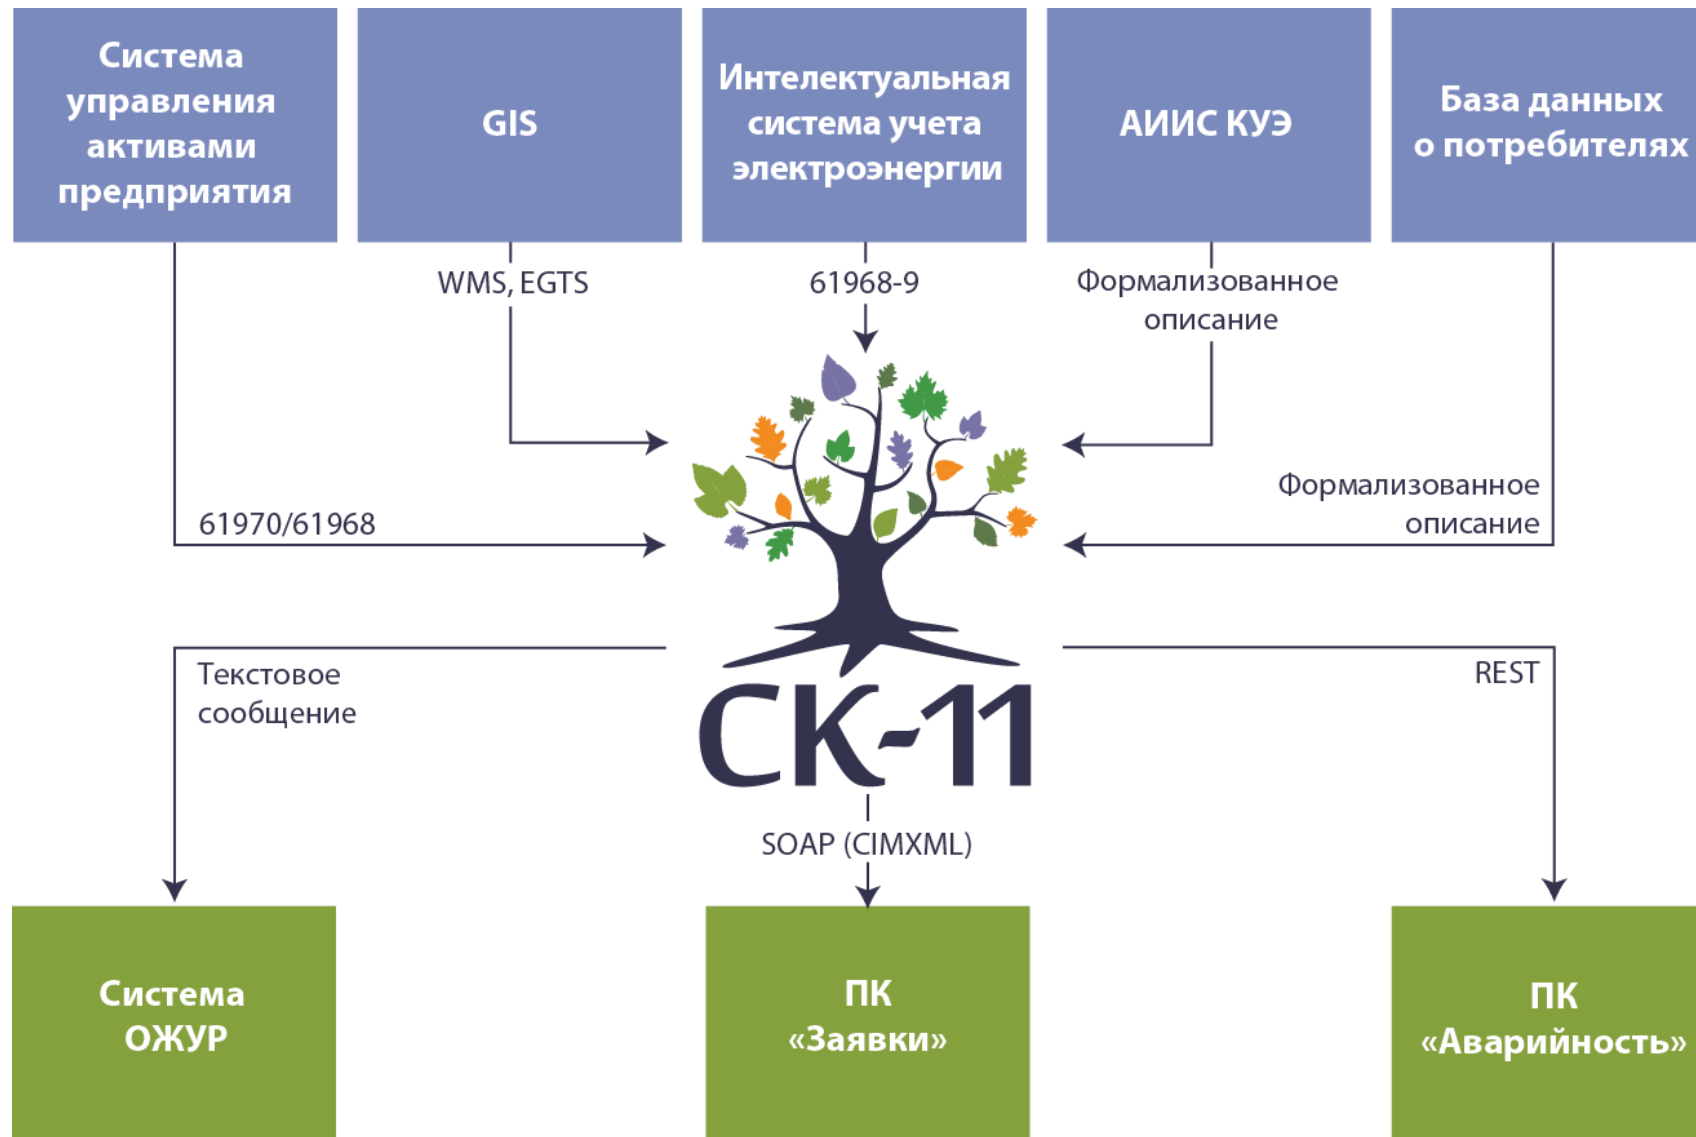 Система
управления
активами
предприятия
GIS
Интелектуальная
система учета
электроэнергии
АИИС КУЭ
База данных
о потребителях
WMS, EGTS
61968-9
Формализованное
описание
61970/61968
Формализованное
описание
Текстовое
сообщение
REST
СК-11
SOAP (CIMXML)
Система
ОЖУР
ПК
«Заявки»
ПК
«Аварийность»